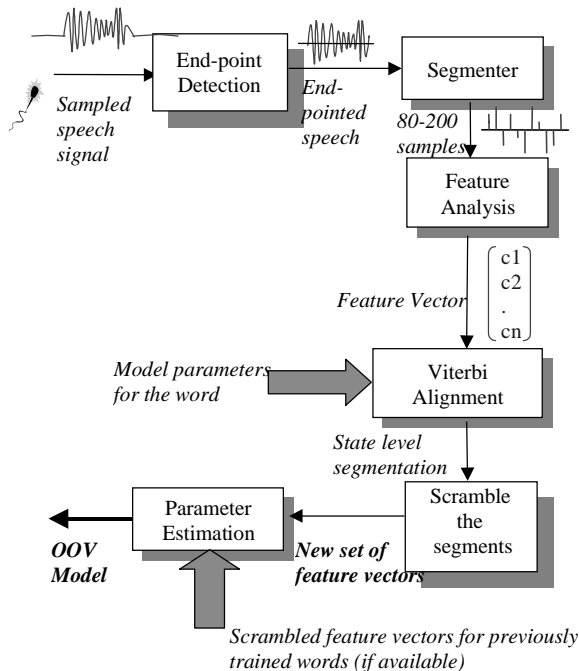 End-point
Detection
Segmenter
Sampled
speech
signal
End-
pointed
speech
80-200
samples
Feature
Analysis
c1
c2
.
cn
Feature Vector
Model parameters
for the word
Viterbi
Alignment
State level
segmentation
Scramble
the
segments
Parameter
Estimation
OOV
Model
New set of
feature vectors
Scrambled feature vectors for previously
trained words (if available)